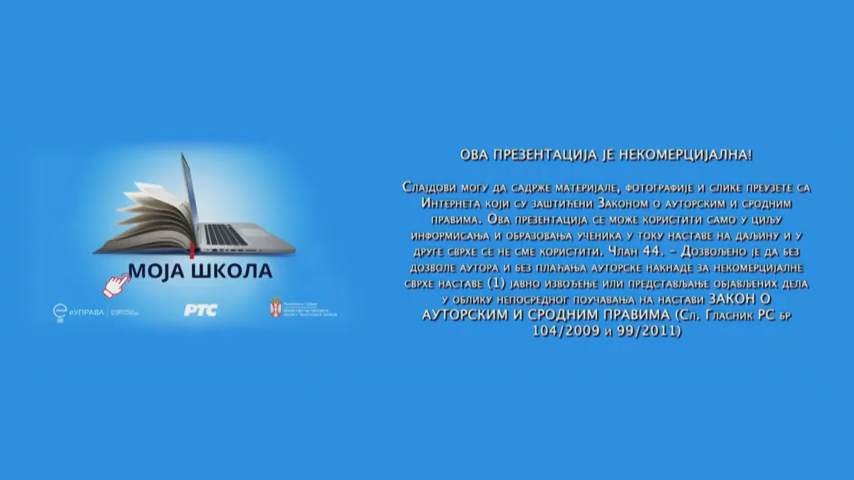 МОЈА ШКОЛА
еУПРАВА
РТС
ОВА ПРЕЗЕНТАЦИЈА ЈЕ НЕКОМЕРЦИЈАЛНА!
Слајдови могу да садрже материјале, фотографије и слике преузете са
Интернета који су заштићени Законом о ауторским и сродним
правима. Ова презентација се може користити само у циљу
информисања и образовања ученика у току наставе на даљину и у
друге сврхе се не сме користити. Члан 44. – Дозвољено је да без
дозволе аутора и без плаћања ауторске накнаде за некомерцијалне
сврхе наставе (1) јавно извођење или представљање објављених дела
у облику непосредног поучавања на настави ЗАКОН О
АУТОРСКИМ И СРОДНИМ ПРАВИМА (Сл. Гласник РС бр
104/2009 и 99/2011)